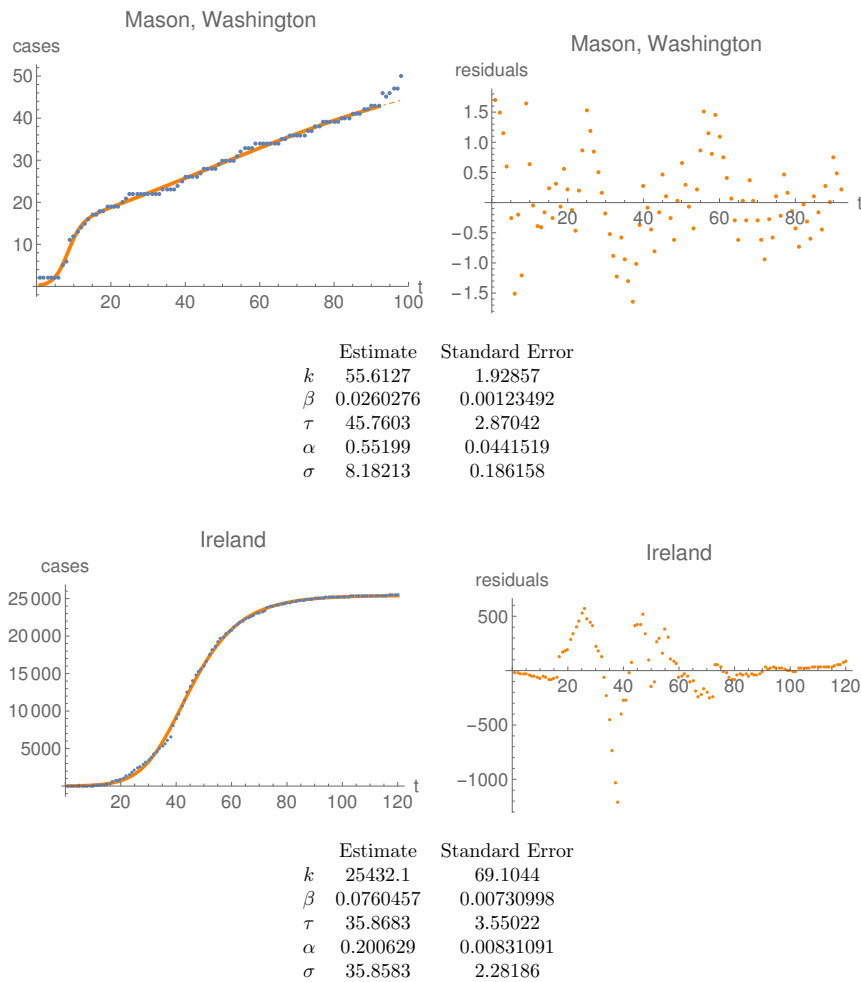 Mason, Washington
cases
50
40
30
20
10
20 40 60 80 100
t
Mason, Washington
residuals
1.5
1.0
0.5
-0.5
-1.0
-1.5
20 40 60 80
t
Estimate Standard Error
k 55.6127 1.92857
β 0.0260276 0.00123492
τ 45.7603 2.87042
α 0.55199 0.0441519
σ 8.18213 0.186158
Ireland
cases
25 000
20 000
15 000
10 000
5000
20 40 60 80 100 120
t
Ireland
residuals
500
-500
-1000
20 40 60 80 100 120
t
Estimate Standard Error
k 25432.1 69.1044
β 0.0760457 0.00730998
τ 35.8683 3.55022
α 0.200629 0.00831091
σ 35.8583 2.28186